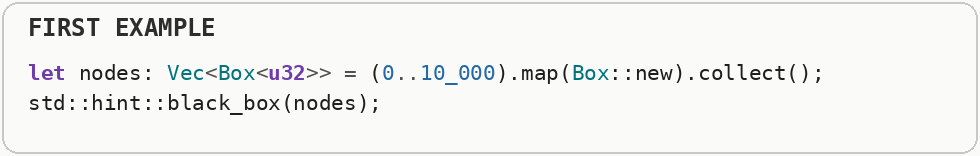 FIRST EXAMPLE
let nodes: Vec<Box<u32>> = (0..10_000).map(Box::new).collect();
std::hint::black_box(nodes);